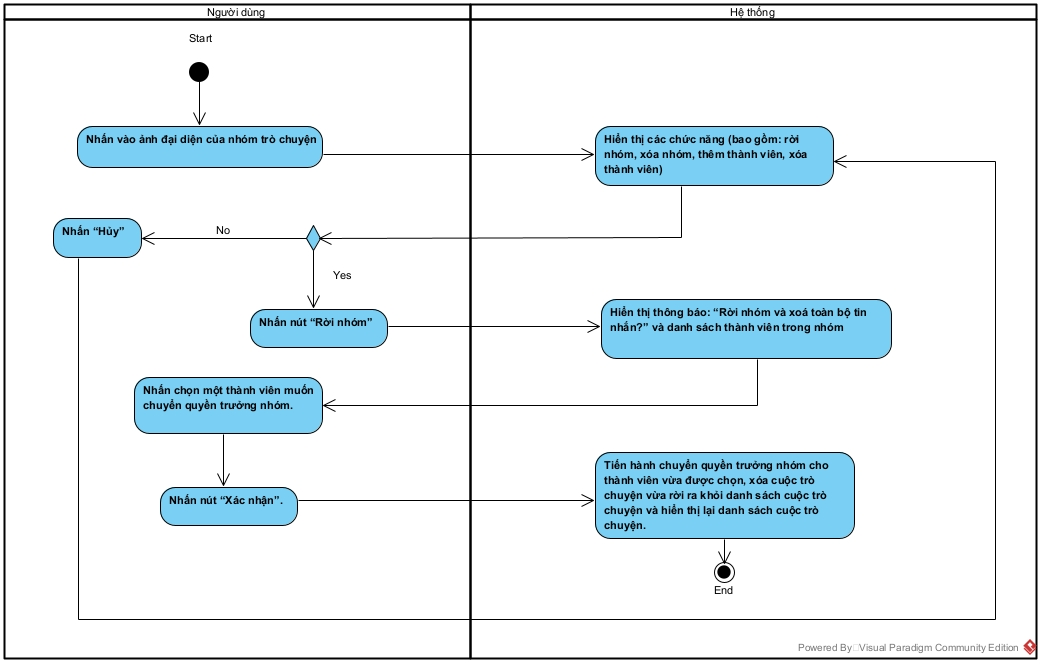 Người dùng
Hệ thống
Start
Nhấn vào ảnh đại diện của nhóm trò chuyện
Hiển thị các chức năng (bao gồm: rời
nhóm, xóa nhóm, thêm thành viên, xóa
thành viên)
Nhấn “Hủy”
No
Yes
Nhấn nút “Rời nhóm”
Hiển thị thông báo: “Rời nhóm và xoá toàn bộ tin
nhắn?” và danh sách thành viên trong nhóm
Nhấn chọn một thành viên muốn
chuyển quyền trưởng nhóm.
Nhấn nút “Xác nhận”.
Tiến hành chuyển quyền trưởng nhóm cho
thành viên vừa được chọn, xóa cuộc trò
chuyện vừa rời ra khỏi danh sách cuộc trò
chuyện và hiển thị lại danh sách cuộc trò
chuyện.
End
Powered By Visual Paradigm Community Edition